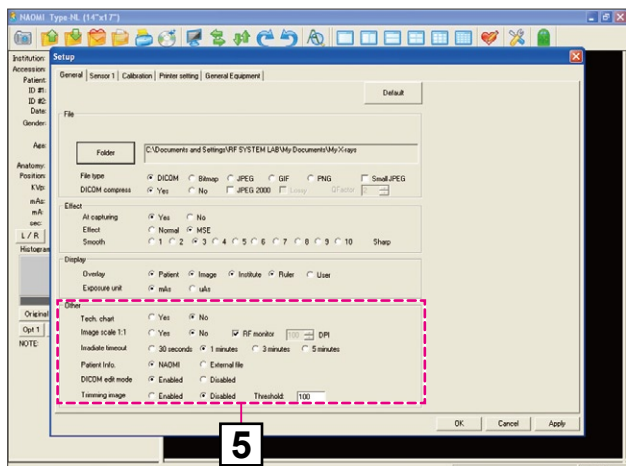 NAOMI Type-NL (14"x17")
Institution:
Accession:
Patient
ID #1:
ID #2:
Date:
Gender:
Age:
Anatomy:
Position:
KVp:
mAs:
mA:
sec:
L / R
Histogram
Original
Opt 1
NOTE:
Setup
General Sensor 1 Calibration Printer setting General Equipment
Default
File
Folder C:\Documents and Settings\RF SYSTEM LAB\My Documents\My X-rays
File type DICOM Bitmap JPEG GIF PNG Small JPEG
DICOM compress Yes No JPEG 2000 Lossy QFactor 2
Effect
At capturing Yes No
Effect Normal MSE
Smooth 1 2 3 4 5 6 7 8 9 10 Sharp
Display
Overlay Patient Image Institute Ruler User
Exposure unit mAs uAs
Other
Tech. chart Yes No
Image scale 1:1 Yes No RF monitor 100 DPI
Irradiate timeout 30 seconds 1 minutes 3 minutes 5 minutes
Patient Info. NAOMI External file
DICOM edit mode Enabled Disabled
Trimming image Enabled Disabled Threshold: 100
OK Cancel Apply
5